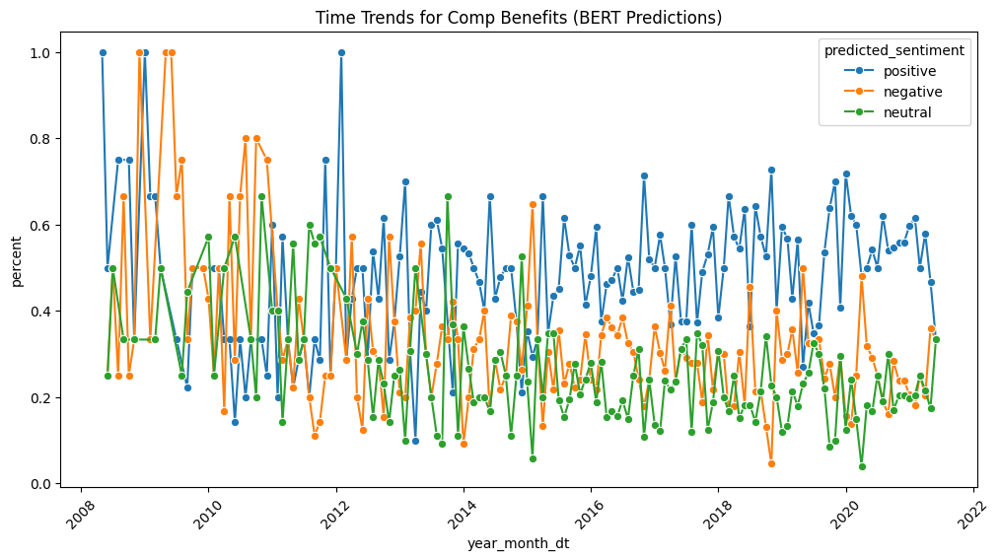 Time Trends for Comp Benefits (BERT Predictions)
predicted_sentiment
positive
negative
neutral
percent
1.0
0.8
0.6
0.4
0.2
0.0
2008
2010
2012
2014
2016
2018
2020
2022
year_month_dt